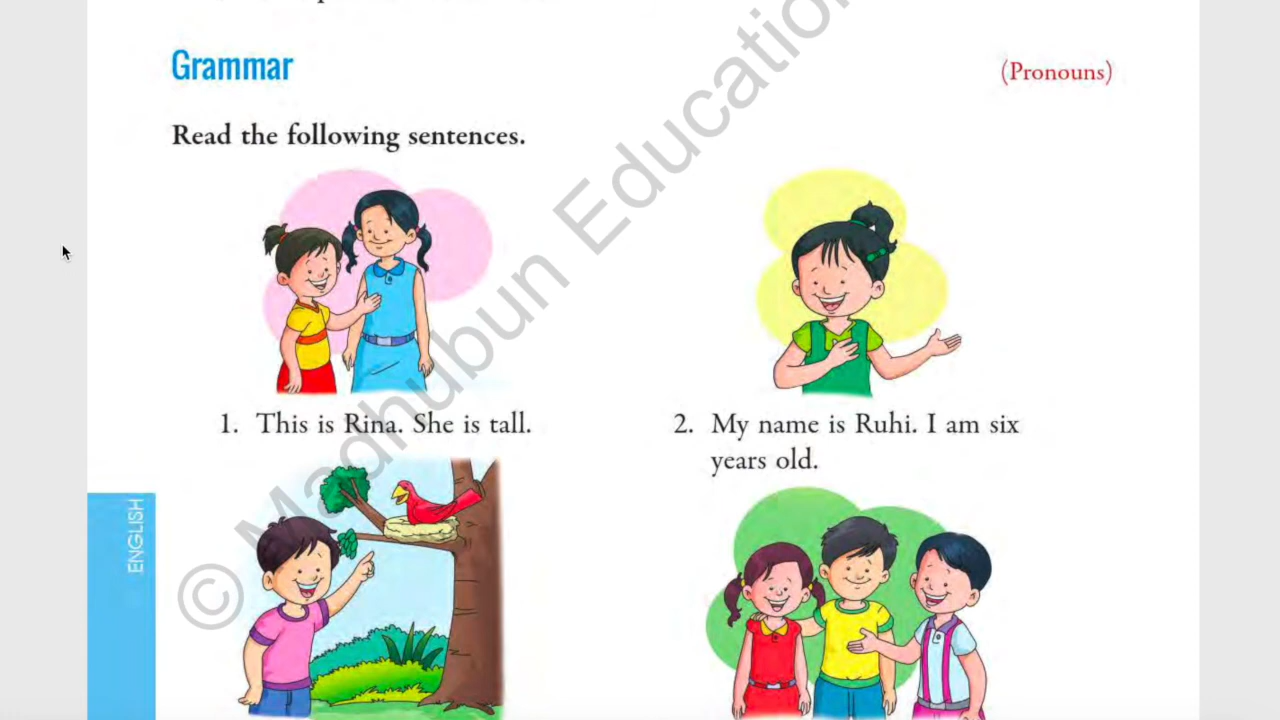 Grammar
(Pronouns)
Read the following sentences.
1. This is Rina. She is tall.
2. My name is Ruhi. I am six
years old.
ENGLISH
© Madhubun Education